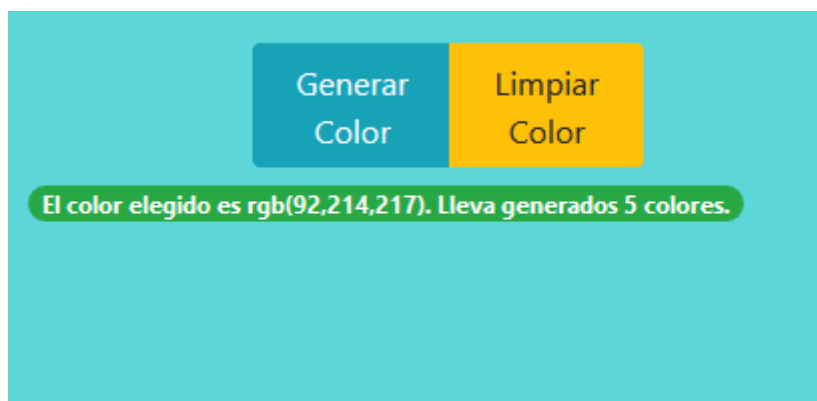 Generar
Color
Limpiar
Color
El color elegido es rgb(92,214,217). Lleva generados 5 colores.